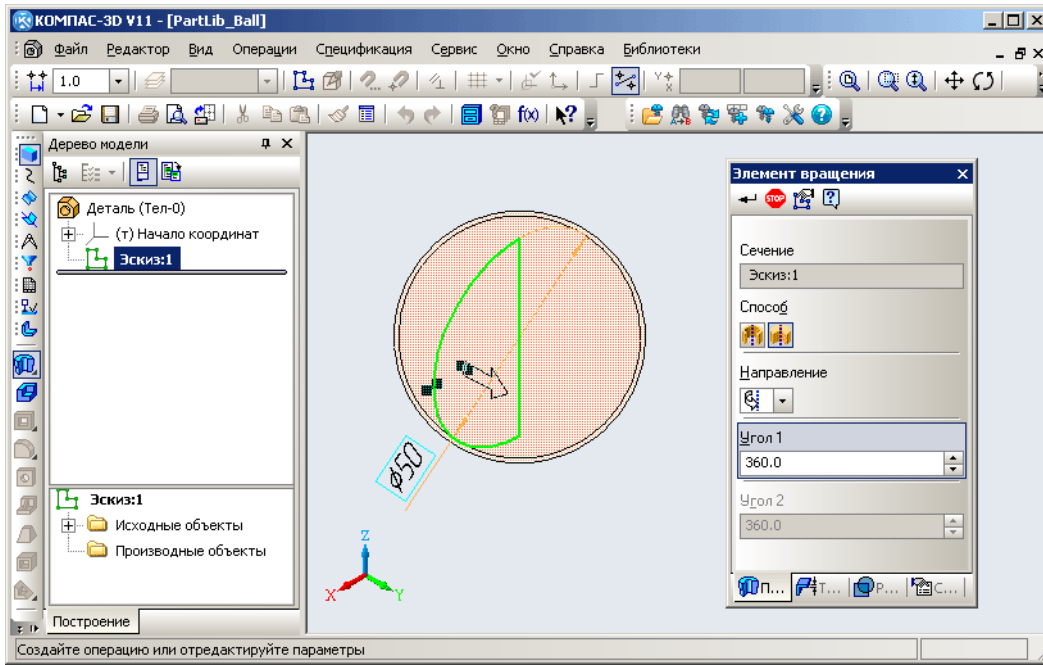 КОМПАС-3D V11 - [PartLib_Ball]
Файл Редактор Вид Операции Спецификация Сервис Окно Справка Библиотеки
1.0
f(x)
Дерево модели
Деталь (Тел-0)
(т) Начало координат
Эскиз:1
Эскиз:1
Исходные объекты
Производные объекты
Построение
ϕ50
Z
X
Y
Элемент вращения
STOP
Сечение
Эскиз:1
Способ
Направление
Угол 1
360.0
Угол 2
360.0
П... Т... Р... С...
Создайте операцию или отредактируйте параметры